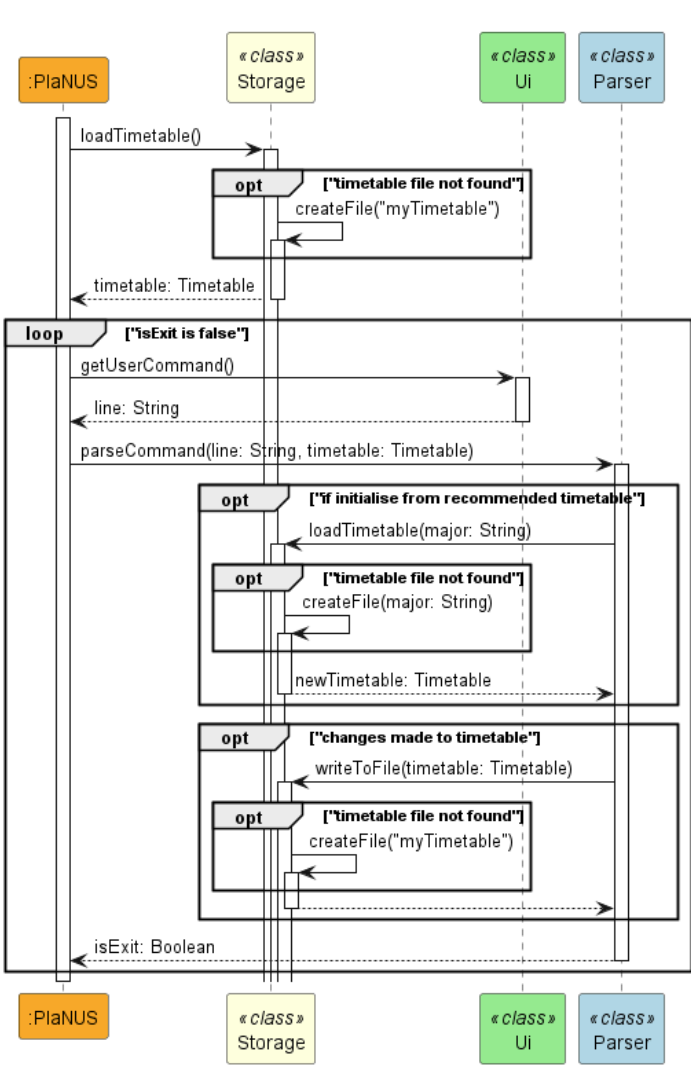 :PlaNUS
«class»
Storage
«class»
Ui
«class»
Parser
loadTimetable()
opt ["timetable file not found"]
createFile("myTimetable")
timetable: Timetable
loop ["isExit is false"]
getUserCommand()
line: String
parseCommand(line: String, timetable: Timetable)
opt ["if initialise from recommended timetable"]
loadTimetable(major: String)
opt ["timetable file not found"]
createFile(major: String)
newTimetable: Timetable
opt ["changes made to timetable"]
writeToFile(timetable: Timetable)
opt ["timetable file not found"]
createFile("myTimetable")
isExit: Boolean
:PlaNUS
«class»
Storage
«class»
Ui
«class»
Parser